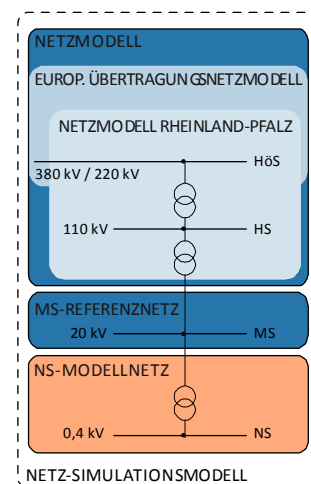 NETZMODELL
EUROP. ÜBERTRAGUNGSNETZMODELL
NETZMODELL RHEINLAND-PFALZ
HöS
380 kV / 220 kV
110 kV HS
MS-REFERENZNETZ
20 kV MS
NS-MODELLNETZ
0,4 kV NS
NETZ-SIMULATIONSMODELL